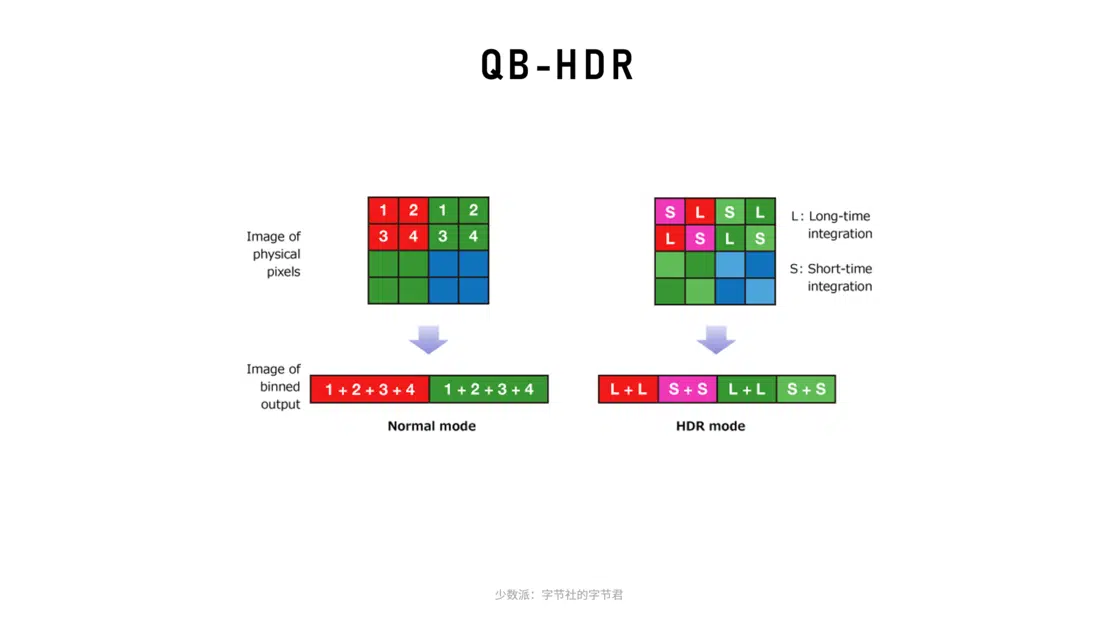 QB-HDR
Image of
physical
pixels
1 2 1 2
3 4 3 4
S L S L
L S L S
L: Long-time
integration
S: Short-time
integration
Image of
binned
output
1 + 2 + 3 + 4 1 + 2 + 3 + 4
L + L S + S L + L S + S
Normal mode
HDR mode
少数派：字节社的字节君